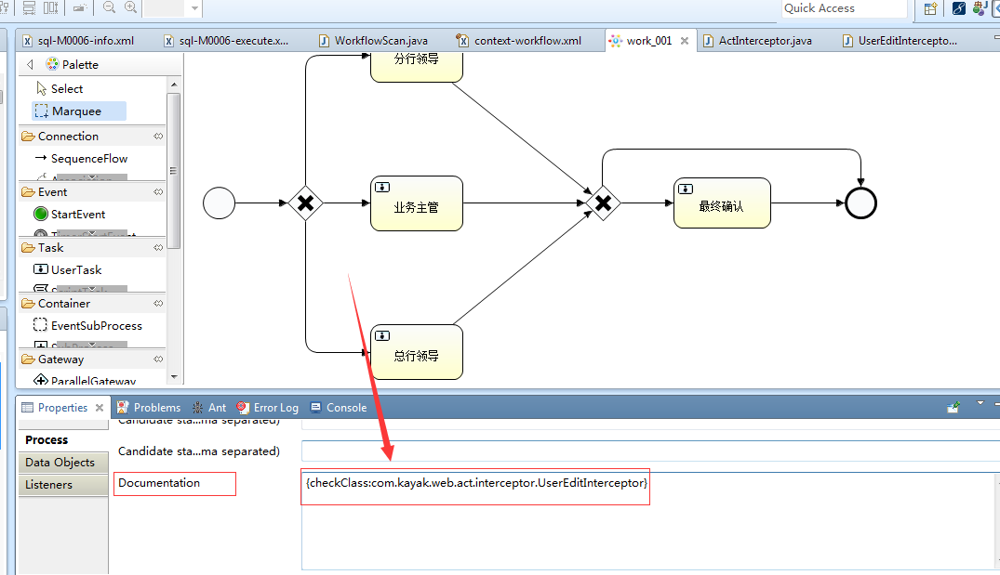 Quick Access
sql-M0006-info.xml
sql-M0006-execute.x...
WorkflowScan.java
context-workflow.xml
work_001
ActInterceptor.java
UserEditIntercepto...
Palette
Select
Marquee
Connection
SequenceFlow
Event
StartEvent
Task
UserTask
Container
EventSubProcess
Gateway
ParallelGateway
分行领导
业务主管
最终确认
总行领导
Properties
Problems
Ant
Error Log
Console
Candidate sta...ma separated)
Process
Candidate sta...ma separated)
Data Objects
Listeners
Documentation
{checkClass:com.kayak.web.act.interceptor.UserEditInterceptor}